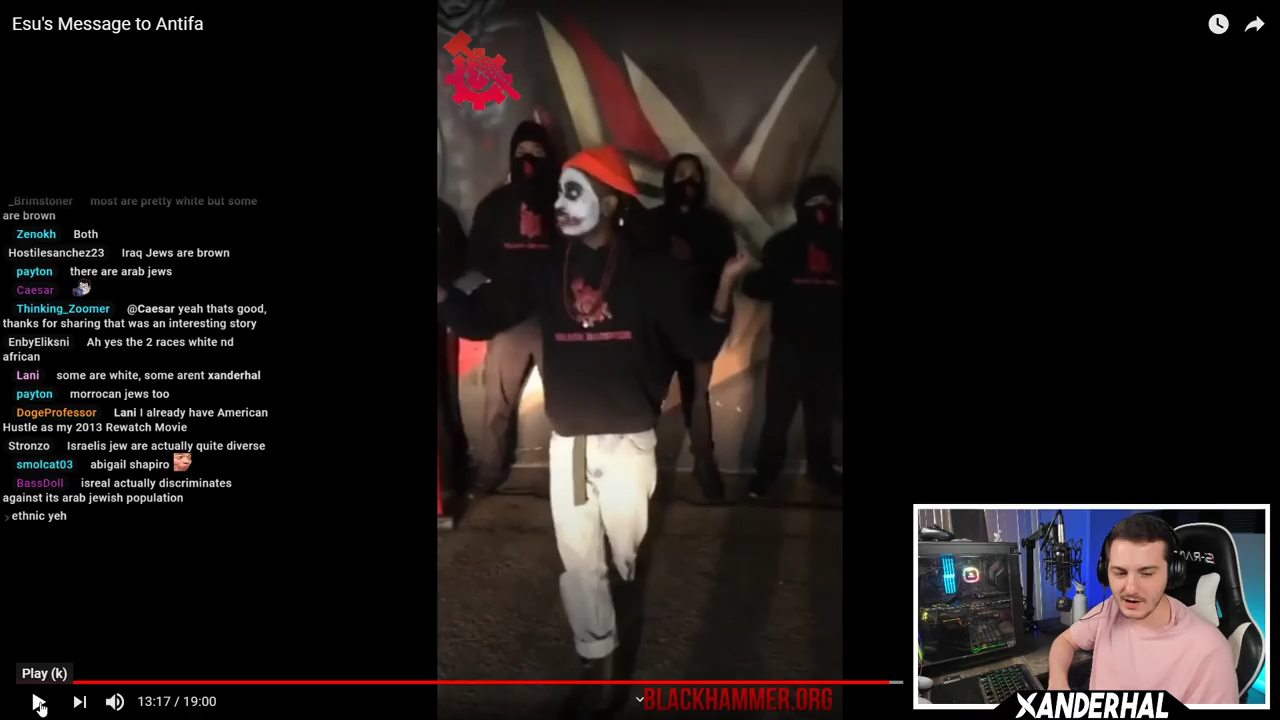 Esu's Message to Antifa
_Brimstoner most are pretty white but some
are brown
Zenokh Both
Hostilesanchez23 Iraq Jews are brown
payton there are arab jews
Caesar
Thinking_Zoomer @Caesar yeah thats good,
thanks for sharing that was an interesting story
EnbyEliksni Ah yes the 2 races white nd
african
Lani some are white, some arent xanderhal
payton morrocan jews too
DogeProfessor Lani I already have American
Hustle as my 2013 Rewatch Movie
Stronzo Israelis jew are actually quite diverse
smolcat03 abigail shapiro
BassDoll isreal actually discriminates
against its arab jewish population
ethnic yeh
Play (k)
13:17 / 19:00
BLACKHAMMER.ORG
XANDERHAL